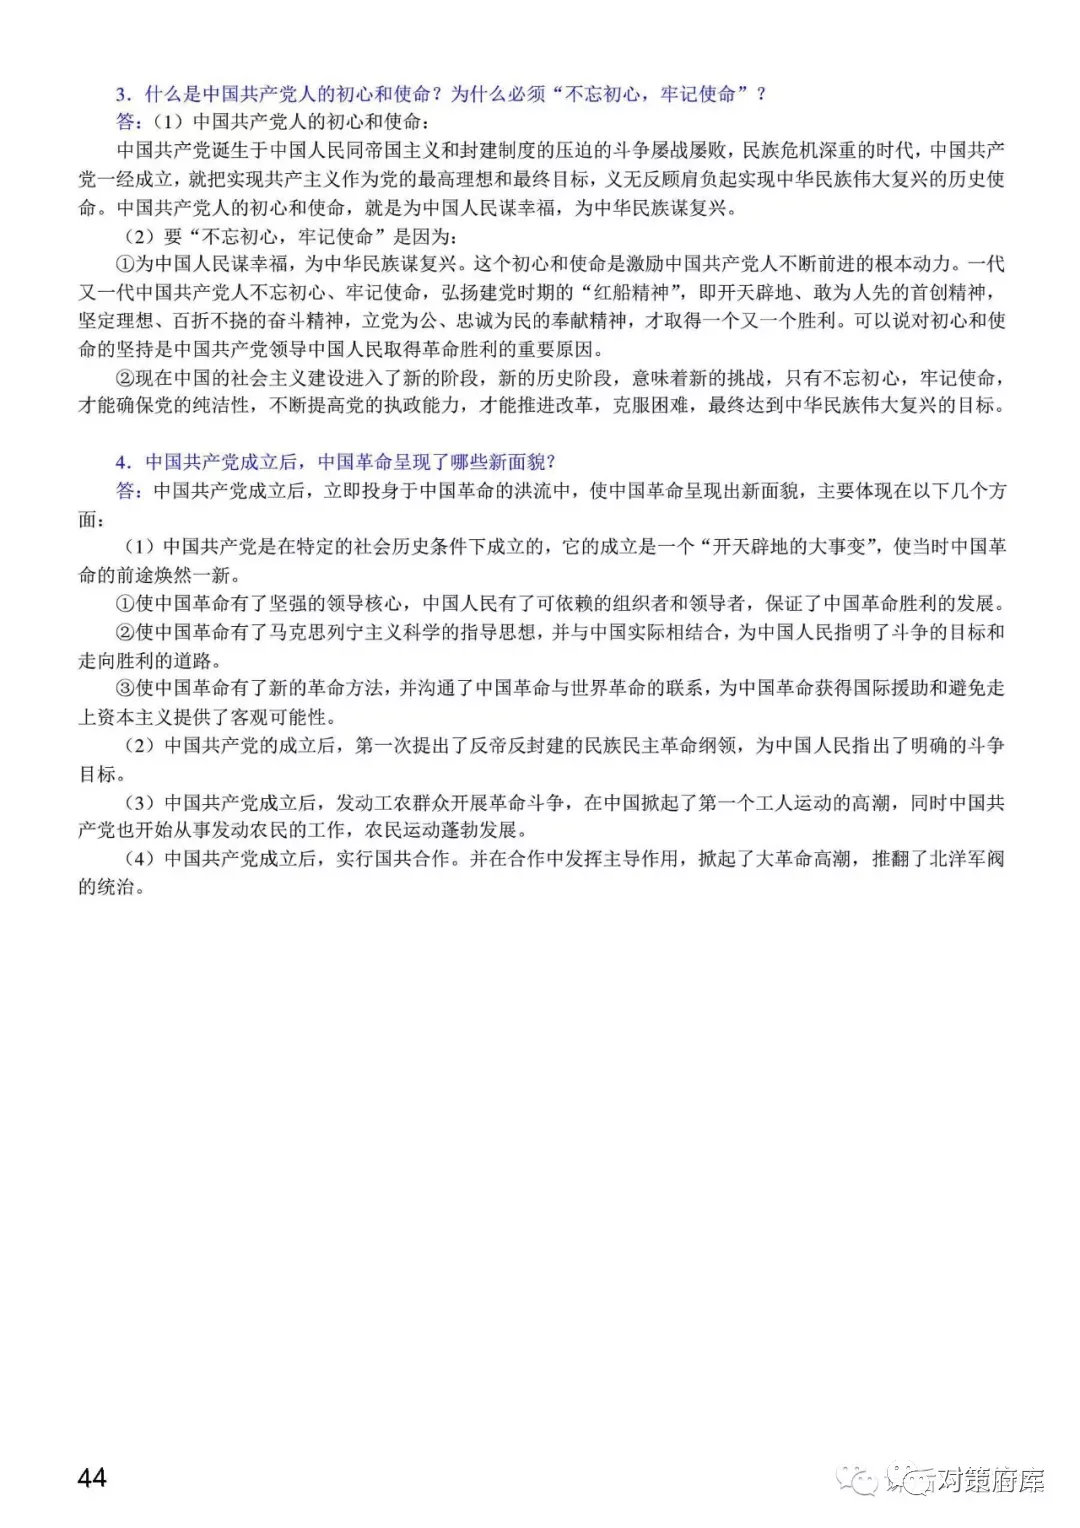 3．什么是中国共产党人的初心和使命？为什么必须“不忘初心，牢记使命”？
答：（1）中国共产党人的初心和使命：
中国共产党诞生于中国人民同帝国主义和封建制度的压迫的斗争屡战屡败，民族危机深重的时代，中国共产
党一经成立，就把实现共产主义作为党的最高理想和最终目标，义无反顾肩负起实现中华民族伟大复兴的历史使
命。中国共产党人的初心和使命，就是为中国人民谋幸福，为中华民族谋复兴。
（2）要“不忘初心，牢记使命”是因为：
①为中国人民谋幸福，为中华民族谋复兴。这个初心和使命是激励中国共产党人不断前进的根本动力。一代
又一代中国共产党人不忘初心、牢记使命，弘扬建党时期的“红船精神”，即开天辟地、敢为人先的首创精神，
坚定理想、百折不挠的奋斗精神，立党为公、忠诚为民的奉献精神，才取得一个又一个胜利。可以说对初心和使
命的坚持是中国共产党领导中国人民取得革命胜利的重要原因。
②现在中国的社会主义建设进入了新的阶段，新的历史阶段，意味着新的挑战，只有不忘初心，牢记使命，
才能确保党的纯洁性，不断提高党的执政能力，才能推进改革，克服困难，最终达到中华民族伟大复兴的目标。
4．中国共产党成立后，中国革命呈现了哪些新面貌？
答：中国共产党成立后，立即投身于中国革命的洪流中，使中国革命呈现出新面貌，主要体现在以下几个方
面：
（1）中国共产党是在特定的社会历史条件下成立的，它的成立是一个“开天辟地的大事变”，使当时中国革
命的前途焕然一新。
①使中国革命有了坚强的领导核心，中国人民有了可依赖的组织者和领导者，保证了中国革命胜利的发展。
②使中国革命有了马克思列宁主义科学的指导思想，并与中国实际相结合，为中国人民指明了斗争的目标和
走向胜利的道路。
③使中国革命有了新的革命方法，并沟通了中国革命与世界革命的联系，为中国革命获得国际援助和避免走
上资本主义提供了客观可能性。
（2）中国共产党的成立后，第一次提出了反帝反封建的民族民主革命纲领，为中国人民指出了明确的斗争
目标。
（3）中国共产党成立后，发动工农群众开展革命斗争，在中国掀起了第一个工人运动的高潮，同时中国共
产党也开始从事发动农民的工作，农民运动蓬勃发展。
（4）中国共产党成立后，实行国共合作。并在合作中发挥主导作用，掀起了大革命高潮，推翻了北洋军阀
的统治。
44
对策府库